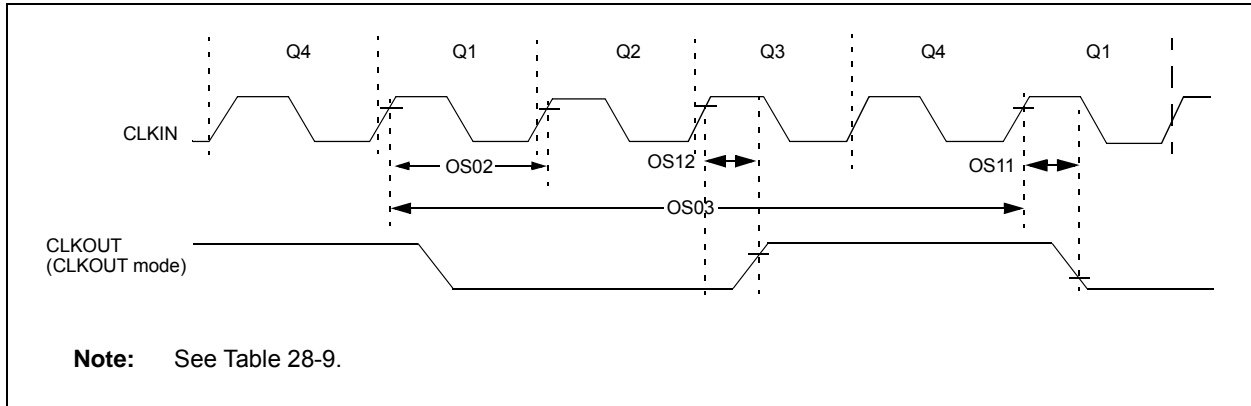 Q4 Q1 Q2 Q3 Q4 Q1
CLKIN
OS02 OS12 OS11
OS03
CLKOUT
(CLKOUT mode)
Note: See Table 28-9.